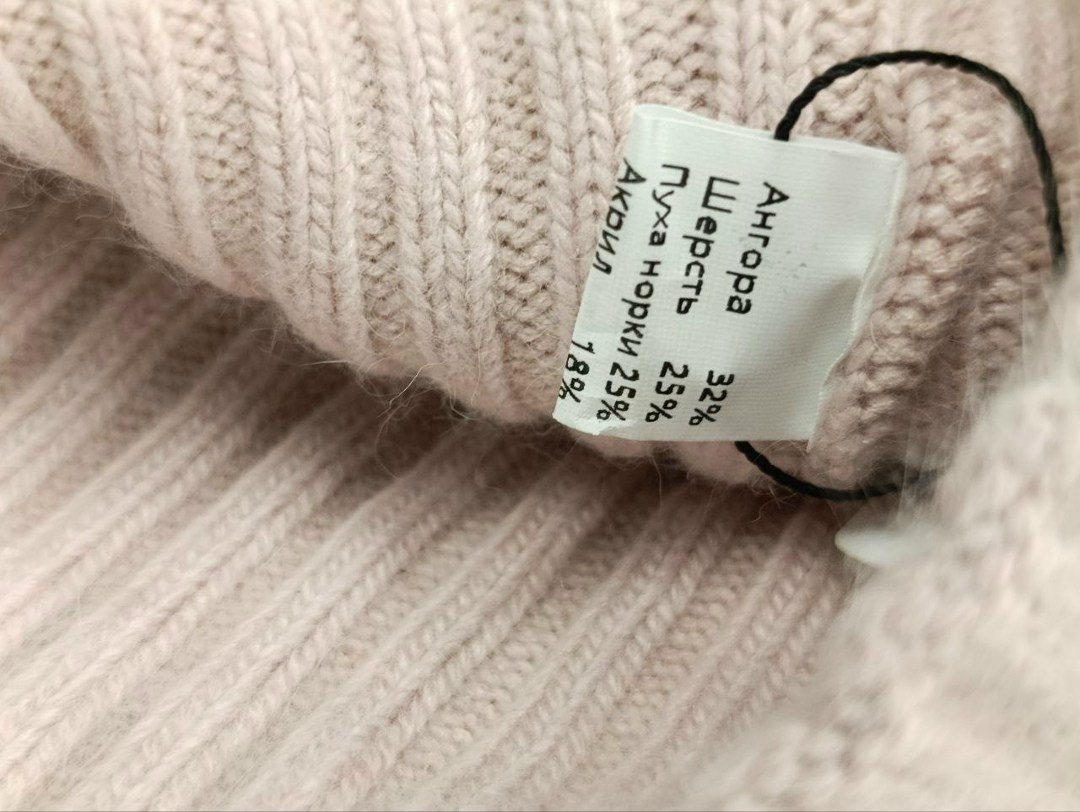 Ангора 32%
Шерсть 25%
Пуха норки 25%
Акрил 18%